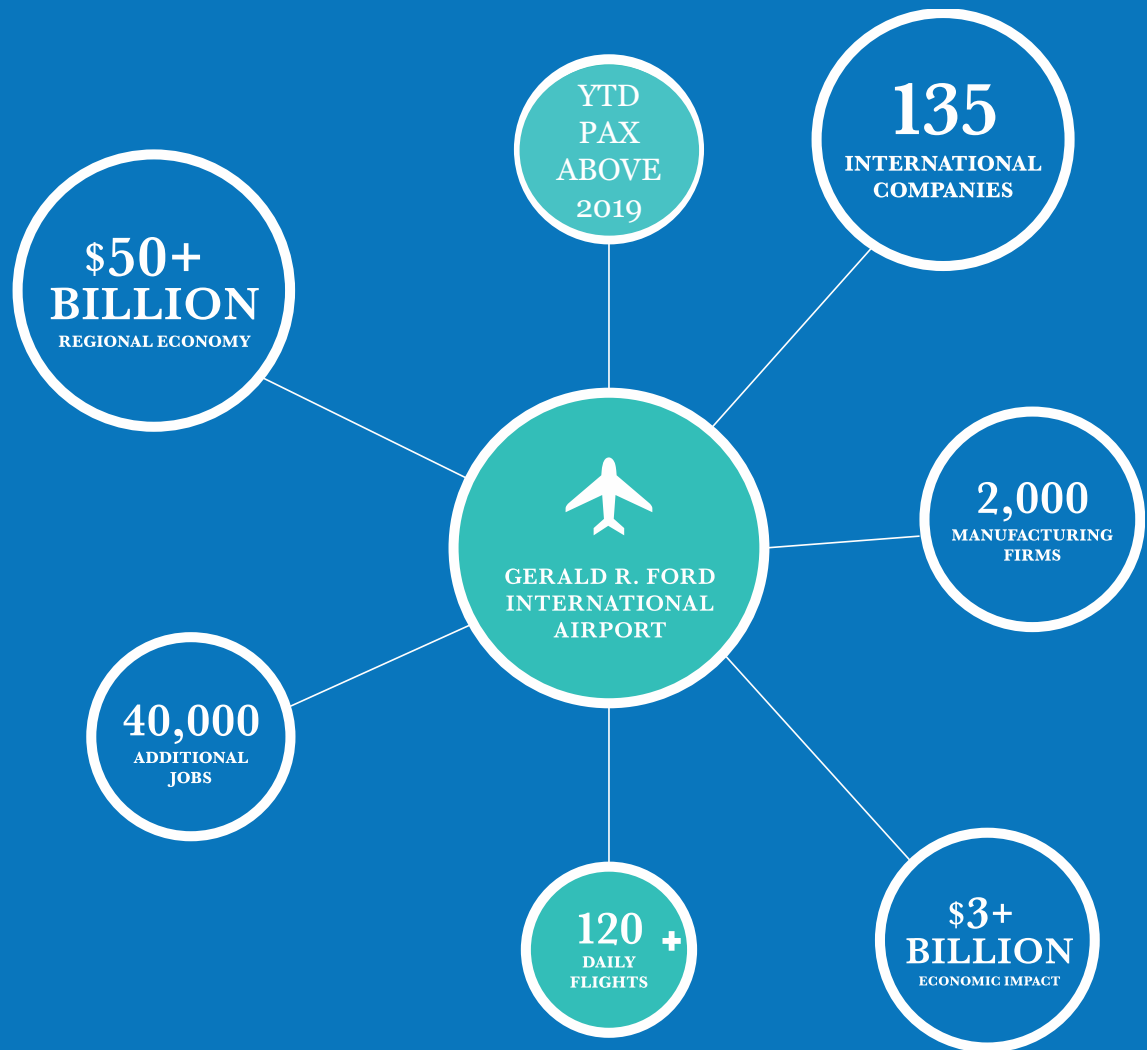 YTD
PAX
ABOVE
2019
135
INTERNATIONAL
COMPANIES
$50+
BILLION
REGIONAL ECONOMY
2,000
MANUFACTURING
FIRMS
GERALD R. FORD
INTERNATIONAL
AIRPORT
40,000
ADDITIONAL
JOBS
120 +
DAILY
FLIGHTS
$3+
BILLION
ECONOMIC IMPACT